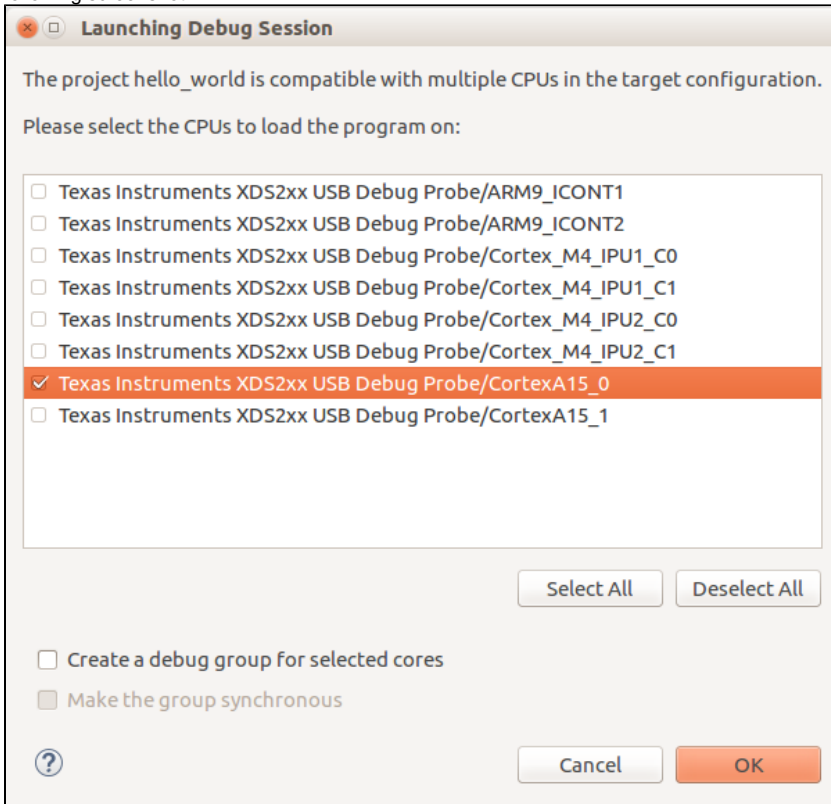 Launching Debug Session
The project hello_world is compatible with multiple CPUs in the target configuration.
Please select the CPUs to load the program on:
Texas Instruments XDS2xx USB Debug Probe/ARM9_ICONT1
Texas Instruments XDS2xx USB Debug Probe/ARM9_ICONT2
Texas Instruments XDS2xx USB Debug Probe/Cortex_M4_IPU1_C0
Texas Instruments XDS2xx USB Debug Probe/Cortex_M4_IPU1_C1
Texas Instruments XDS2xx USB Debug Probe/Cortex_M4_IPU2_C0
Texas Instruments XDS2xx USB Debug Probe/Cortex_M4_IPU2_C1
Texas Instruments XDS2xx USB Debug Probe/CortexA15_0
Texas Instruments XDS2xx USB Debug Probe/CortexA15_1
Select All Deselect All
Create a debug group for selected cores
Make the group synchronous
? Cancel OK